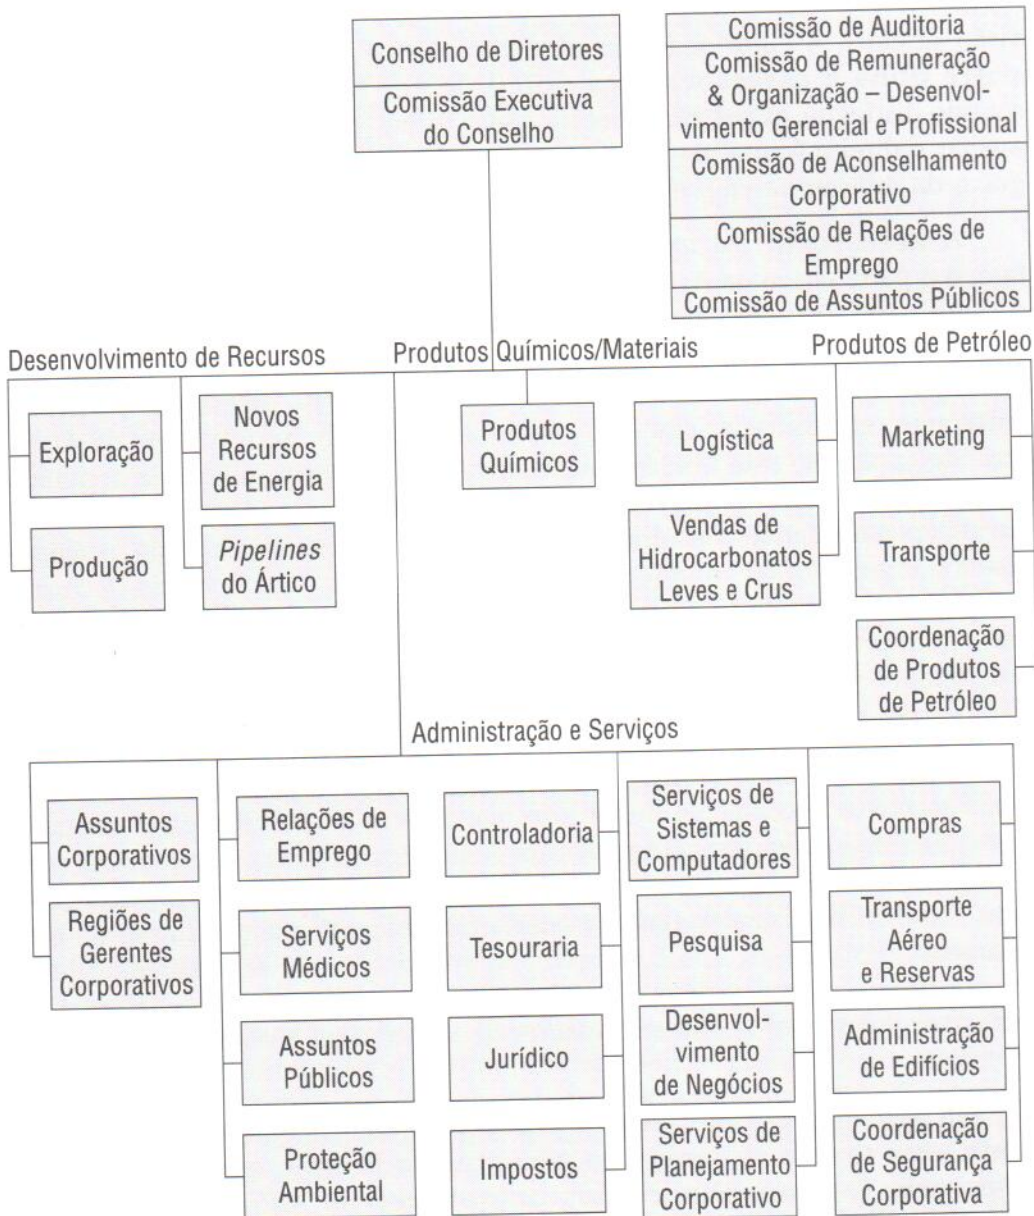 Conselho de Diretores
Comissão Executiva
do Conselho
Comissão de Auditoria
Comissão de Remuneração
& Organização – Desenvol-
vimento Gerencial e Profissional
Comissão de Aconselhamento
Corporativo
Comissão de Relações de
Emprego
Comissão de Assuntos Públicos
Desenvolvimento de Recursos
Produtos Químicos/Materiais
Produtos de Petróleo
Exploração
Produção
Novos
Recursos
de Energia
Pipelines
do Ártico
Produtos
Químicos
Logística
Vendas de
Hidrocarbonatos
Leves e Crus
Marketing
Transporte
Coordenação
de Produtos
de Petróleo
Administração e Serviços
Assuntos
Corporativos
Regiões de
Gerentes
Corporativos
Relações de
Emprego
Serviços
Médicos
Assuntos
Públicos
Proteção
Ambiental
Controladoria
Tesouraria
Jurídico
Impostos
Serviços de
Sistemas e
Computadores
Pesquisa
Desenvol-
vimento
de Negócios
Serviços de
Planejamento
Corporativo
Compras
Transporte
Aéreo
e Reservas
Administração
de Edifícios
Coordenação
de Segurança
Corporativa